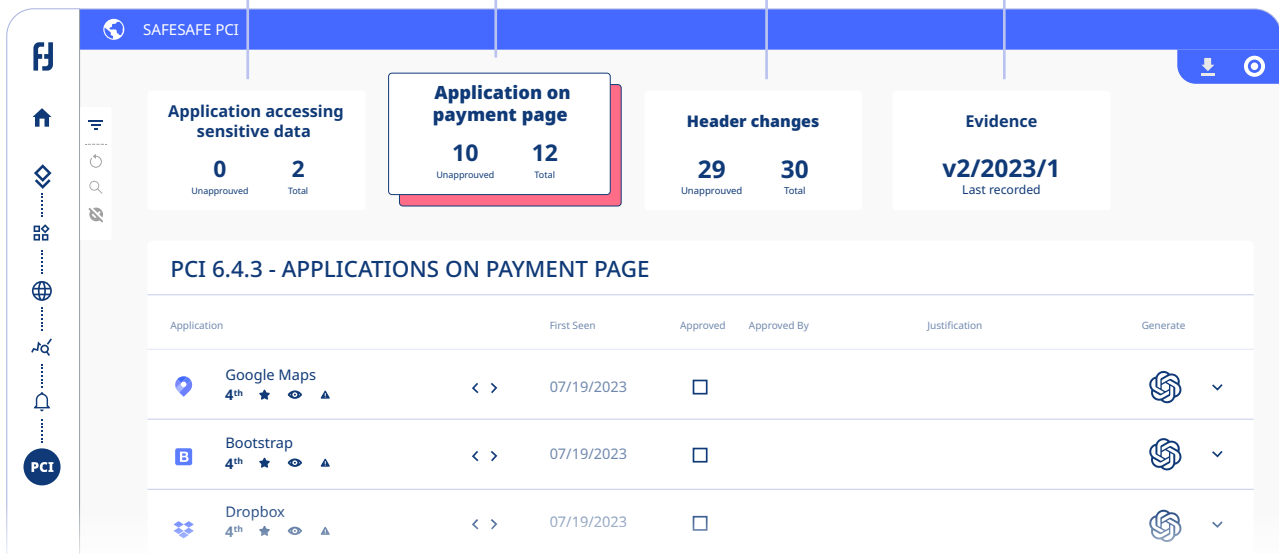 SAFESAFE PCI
Application accessing
sensitive data
0 2
Unapprouved Total
Application on
payment page
10 12
Unapprouved Total
Header changes
29 30
Unapprouved Total
Evidence
v2/2023/1
Last recorded
PCI
PCI 6.4.3 - APPLICATIONS ON PAYMENT PAGE
Application First Seen Approved Approved By Justification Generate
Google Maps
4th
07/19/2023
Bootstrap
4th
07/19/2023
Dropbox
4th
07/19/2023